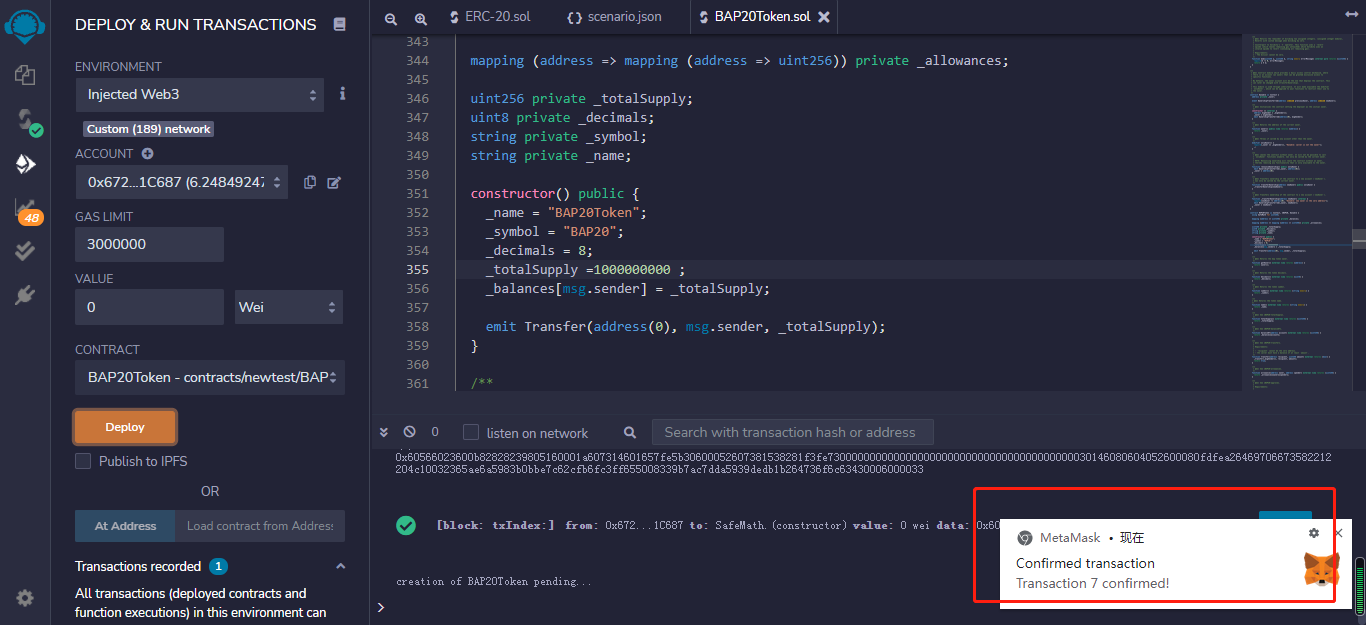 DEPLOY & RUN TRANSACTIONS
ENVIRONMENT
Injected Web3
i
Custom (189) network
ACCOUNT
0x672...1C687 (6.24849247
GAS LIMIT
3000000
VALUE
0
Wei
CONTRACT
BAP20Token - contracts/newtest/BAP
Deploy
Publish to IPFS
OR
At Address
Load contract from Address
Transactions recorded 1
All transactions (deployed contracts and
function executions) in this environment can
48
ERC-20.sol
{} scenario.json
BAP20Token.sol
343
344 mapping (address => mapping (address => uint256)) private _allowances;
345
346 uint256 private _totalSupply;
347 uint8 private _decimals;
348 string private _symbol;
349 string private _name;
350
351 constructor() public {
352 _name = "BAP20Token";
353 _symbol = "BAP20";
354 _decimals = 8;
355 _totalSupply =1000000000 ;
356 _balances[msg.sender] = _totalSupply;
357
358 emit Transfer(address(0), msg.sender, _totalSupply);
359 }
360
361 /**
0
listen on network
Search with transaction hash or address
[block: txIndex:] from: 0x672...1C687 to: SafeMath.(constructor) value: 0 wei data: 0x60
creation of BAP20Token pending...
>
MetaMask • 现在
Confirmed transaction
Transaction 7 confirmed!